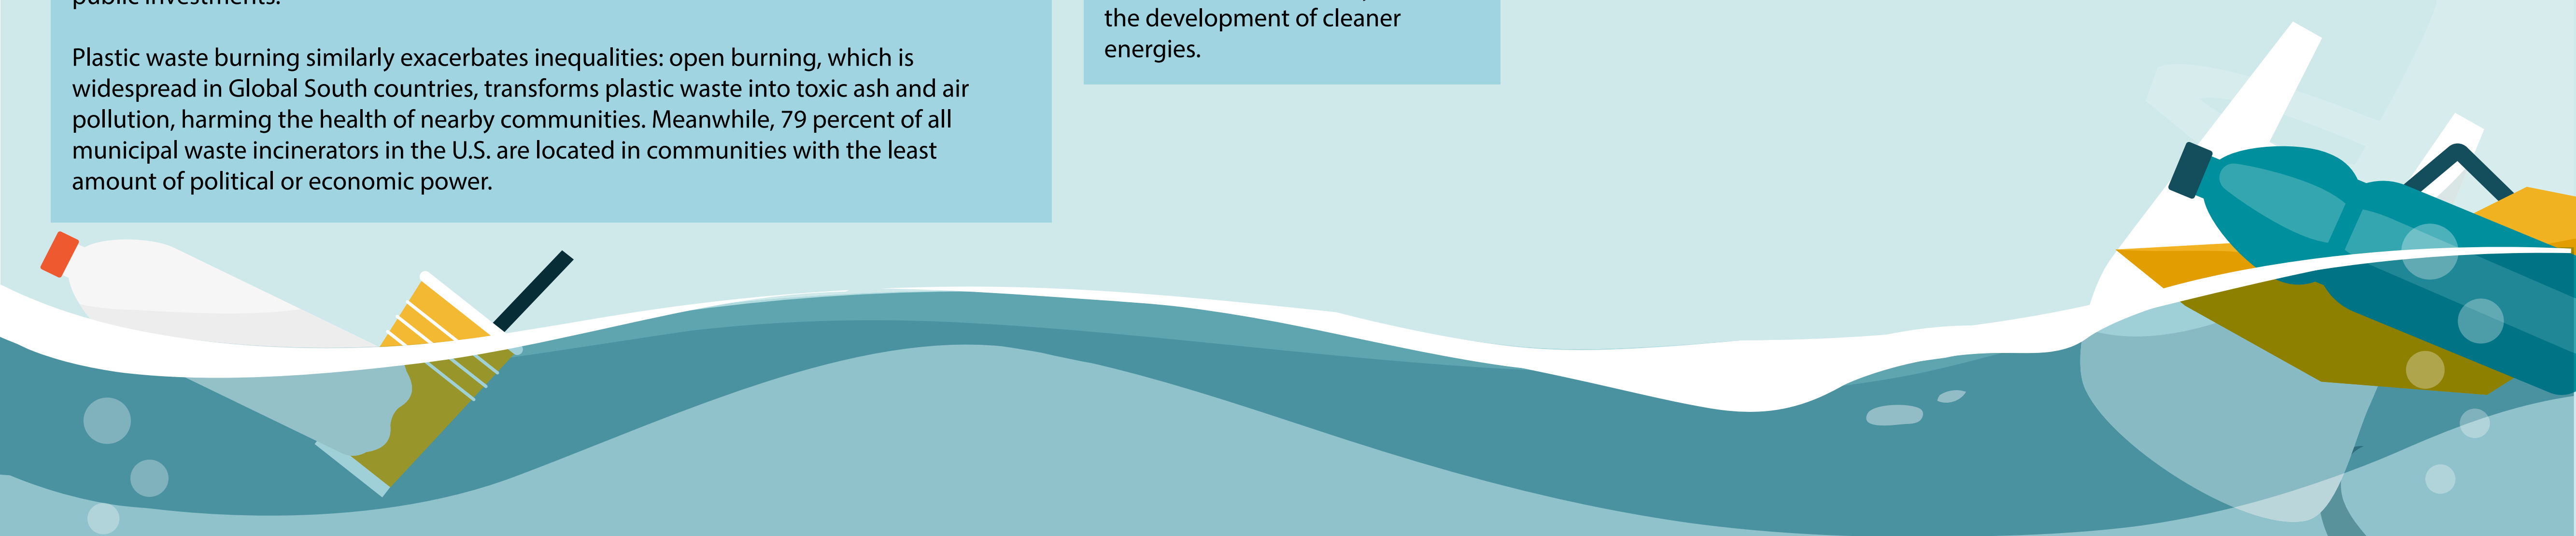 public investments.
Plastic waste burning similarly exacerbates inequalities: open burning, which is
widespread in Global South countries, transforms plastic waste into toxic ash and air
pollution, harming the health of nearby communities. Meanwhile, 79 percent of all
municipal waste incinerators in the U.S. are located in communities with the least
amount of political or economic power.
the development of cleaner
energies.